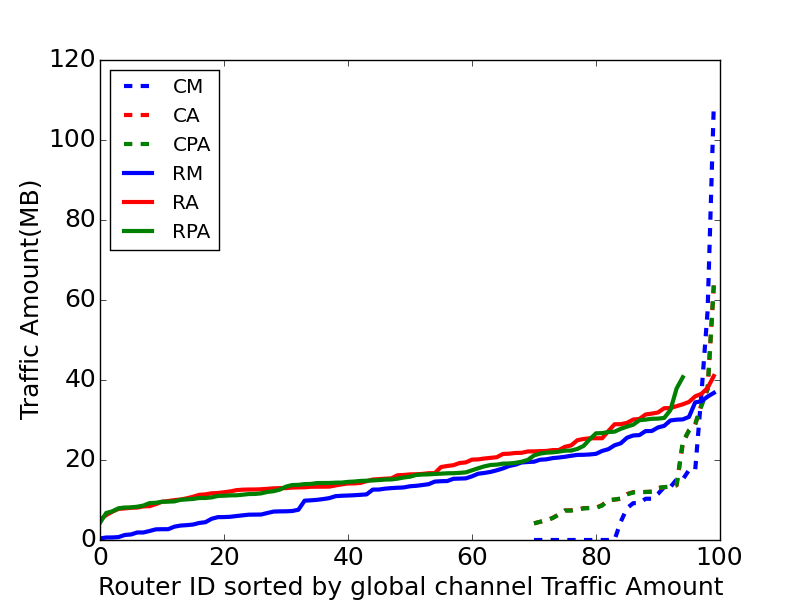 120
100
80
60
40
20
0
CM
CA
CPA
RM
RA
RPA
Traffic Amount(MB)
0 20 40 60 80 100
Router ID sorted by global channel Traffic Amount